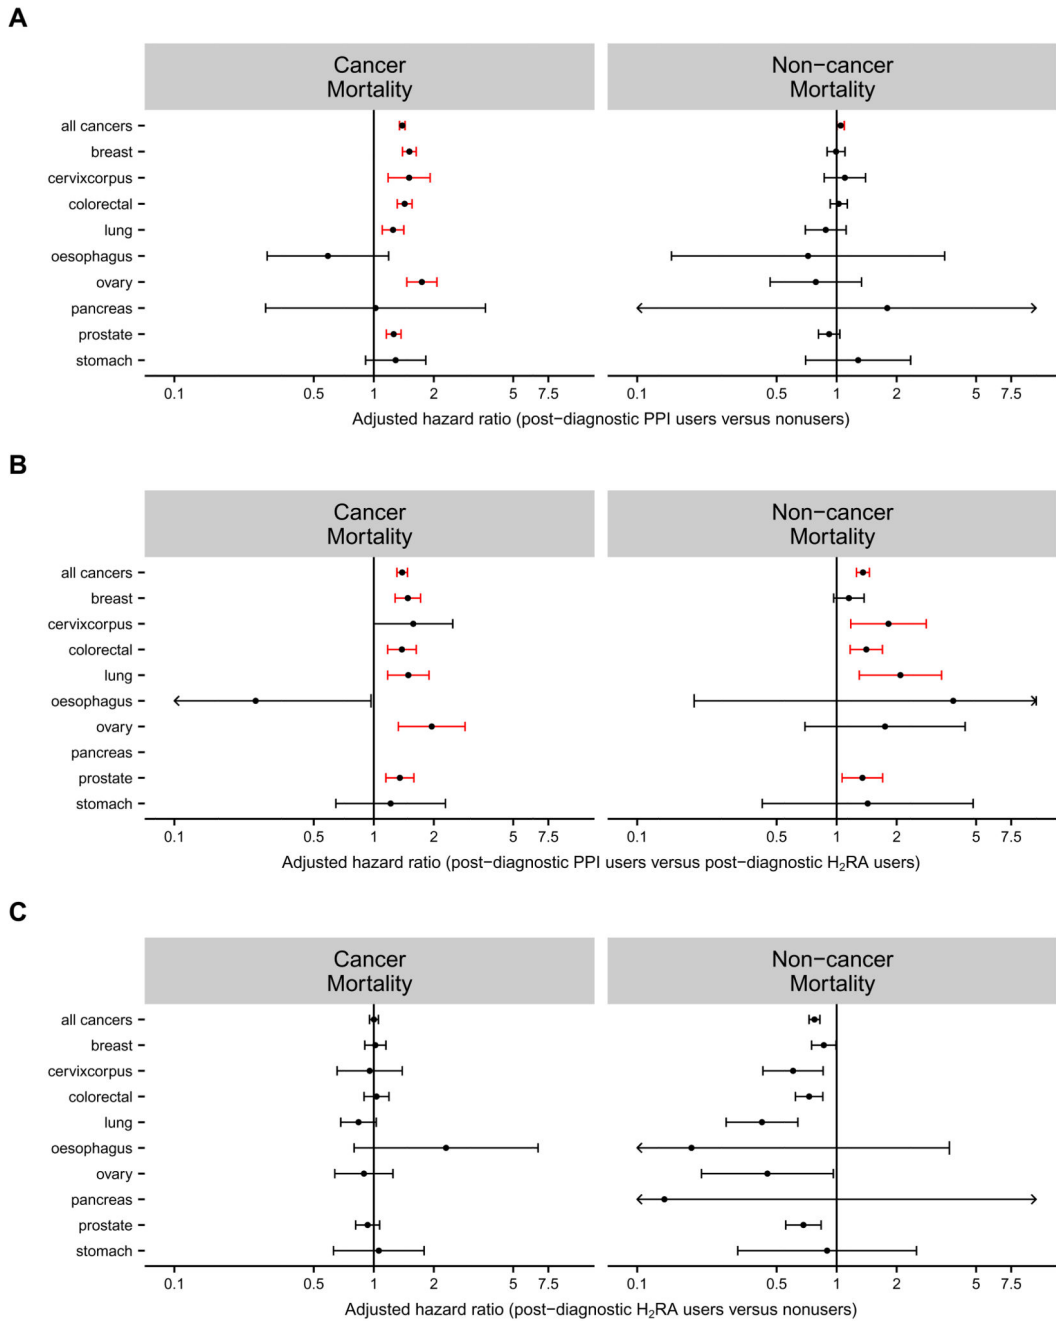 A
Cancer
Mortality
Non−cancer
Mortality
all cancers
breast
cervixcorpus
colorectal
lung
oesophagus
ovary
pancreas
prostate
stomach
0.1 0.5 1 2 5 7.5 0.1 0.5 1 2 5 7.5
Adjusted hazard ratio (post−diagnostic PPI users versus nonusers)
B
Cancer
Mortality
Non−cancer
Mortality
all cancers
breast
cervixcorpus
colorectal
lung
oesophagus
ovary
pancreas
prostate
stomach
0.1 0.5 1 2 5 7.5 0.1 0.5 1 2 5 7.5
Adjusted hazard ratio (post−diagnostic PPI users versus post−diagnostic H₂RA users)
C
Cancer
Mortality
Non−cancer
Mortality
all cancers
breast
cervixcorpus
colorectal
lung
oesophagus
ovary
pancreas
prostate
stomach
0.1 0.5 1 2 5 7.5 0.1 0.5 1 2 5 7.5
Adjusted hazard ratio (post−diagnostic H₂RA users versus nonusers)